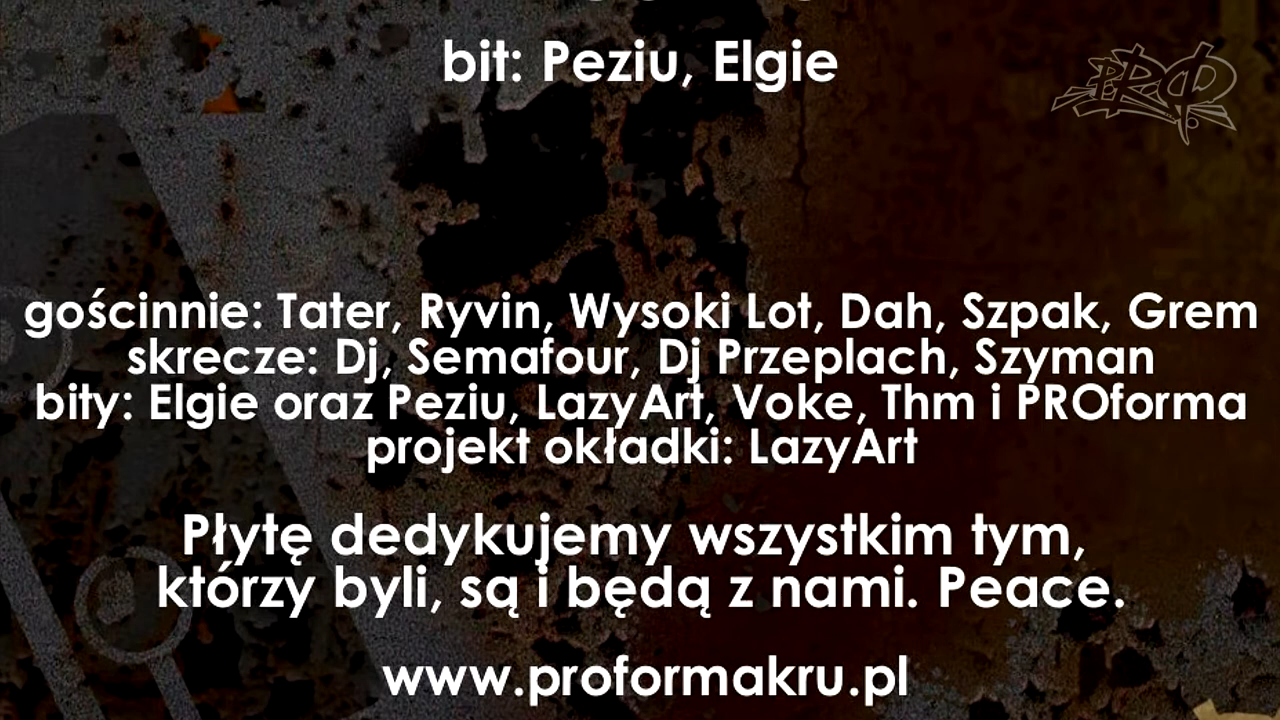 bit: Peziu, Elgie
PRO
gościnnie: Tater, Ryvin, Wysoki Lot, Dah, Szpak, Grem
skrecze: Dj, Semafour, Dj Przeplach, Szyman
bity: Elgie oraz Peziu, LazyArt, Voke, Thm i PROforma
projekt okładki: LazyArt
Płytę dedykujemy wszystkim tym,
którzy byli, są i będą z nami. Peace.
www.proformakru.pl